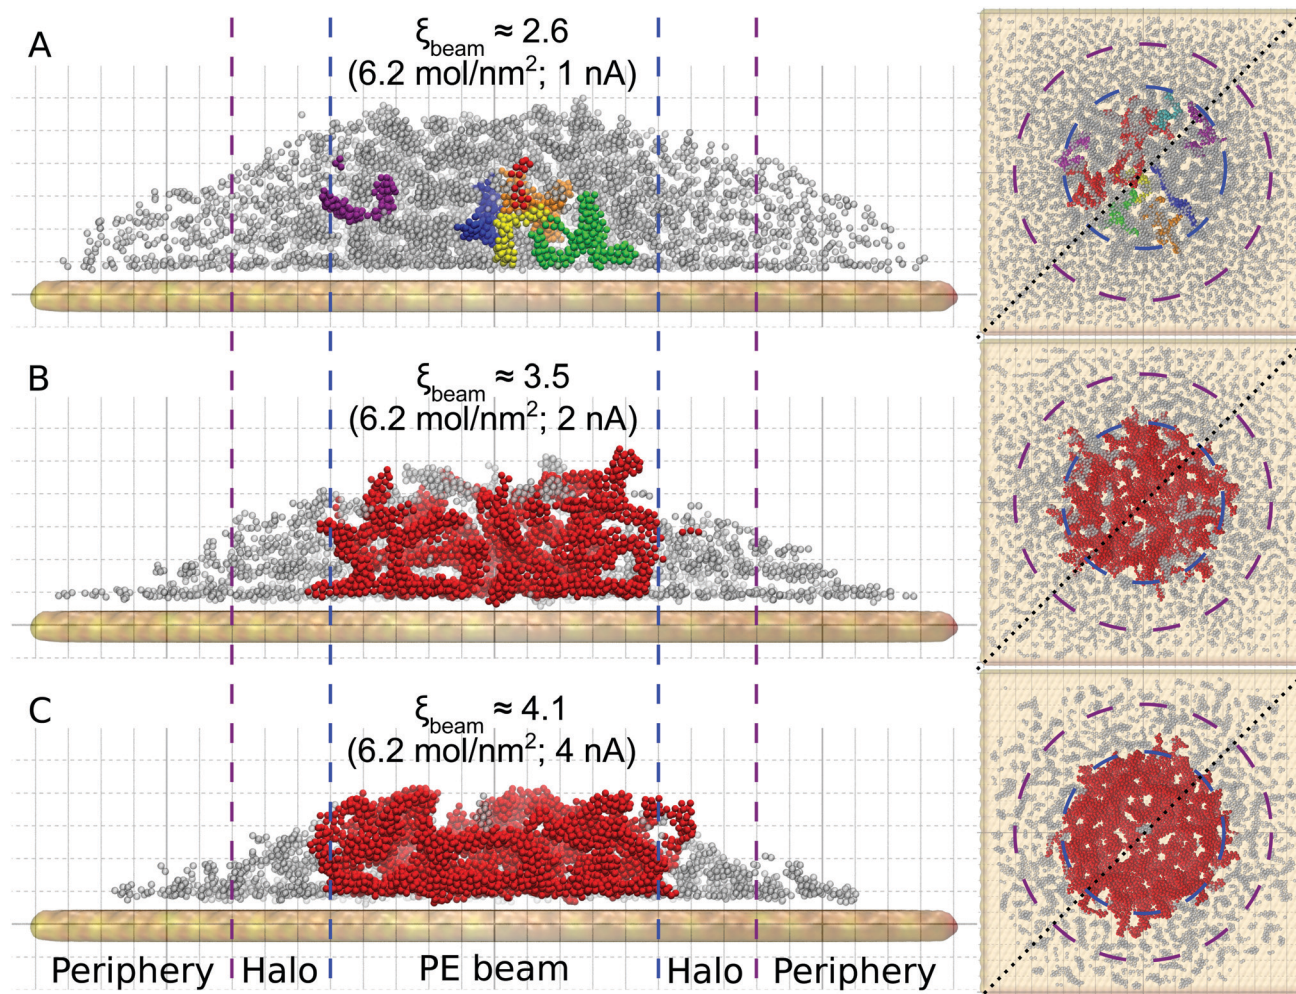 A
ξbeam ≈ 2.6
(6.2 mol/nm²; 1 nA)
B
ξbeam ≈ 3.5
(6.2 mol/nm²; 2 nA)
C
ξbeam ≈ 4.1
(6.2 mol/nm²; 4 nA)
Periphery Halo PE beam Halo Periphery